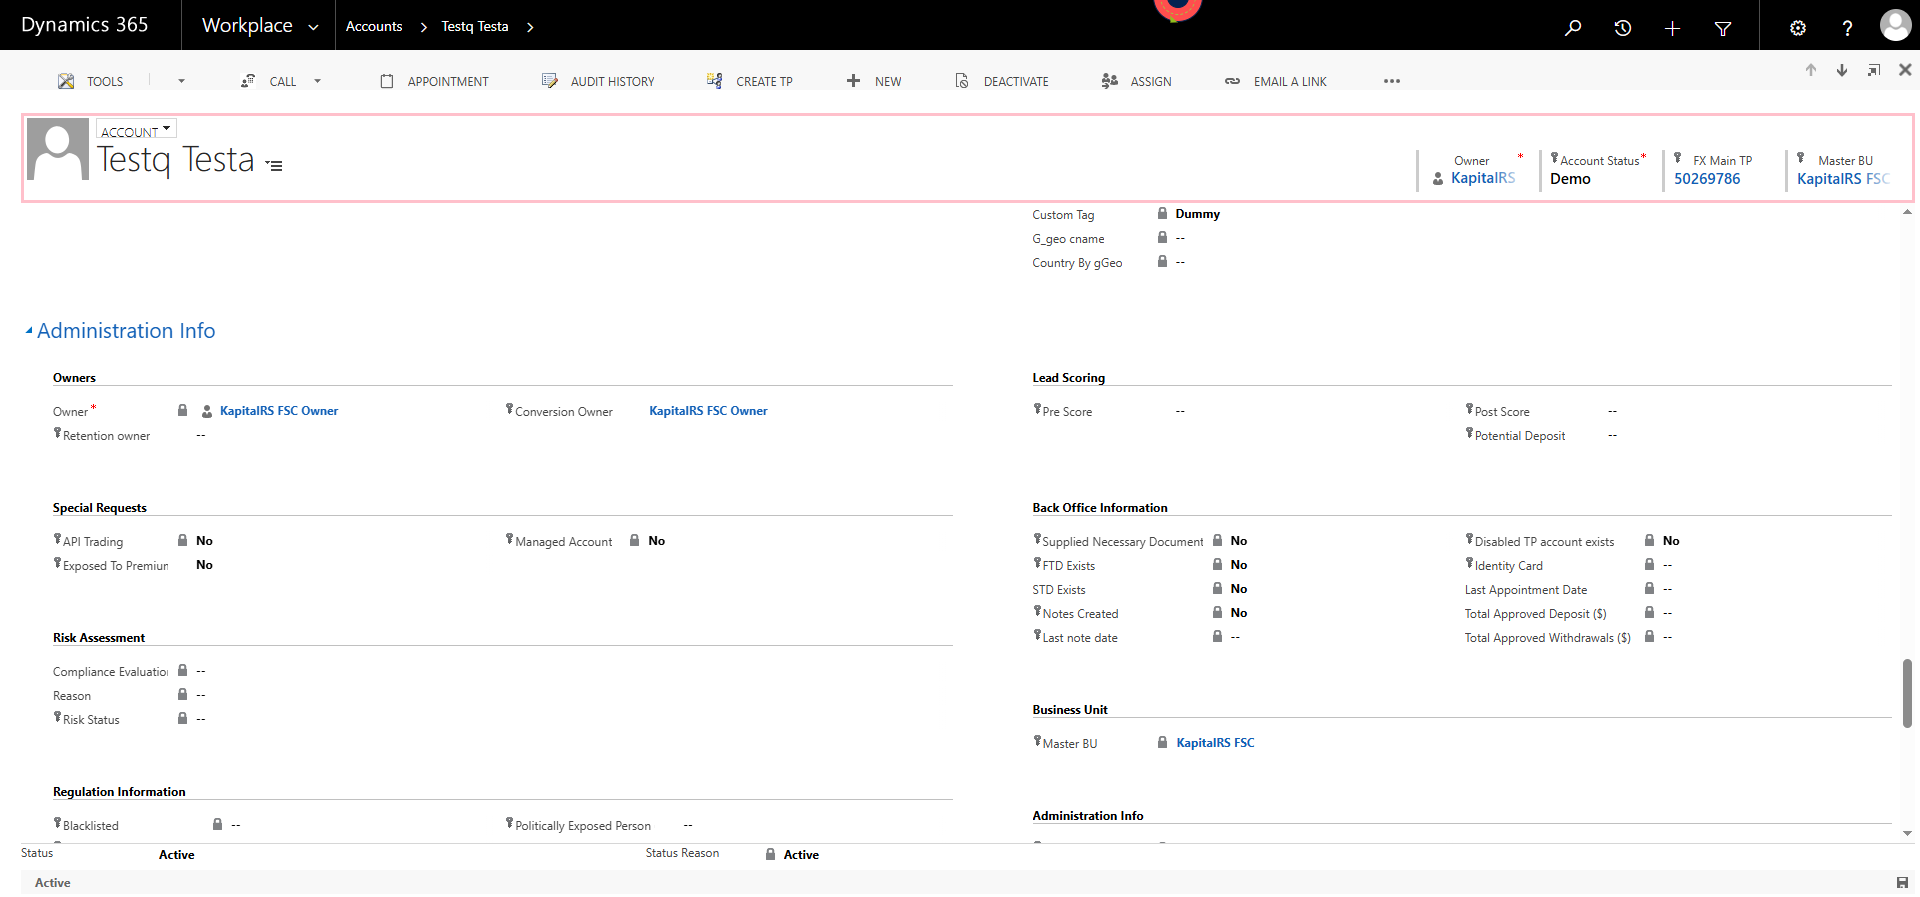 Dynamics 365
Workplace
Accounts
Testq Testa
TOOLS
CALL
APPOINTMENT
AUDIT HISTORY
CREATE TP
NEW
DEACTIVATE
ASSIGN
EMAIL A LINK
ACCOUNT
Testq Testa
Owner *
KapitalRS
Account Status*
Demo
FX Main TP
50269786
Master BU
KapitalRS FSC
Custom Tag Dummy
G_geo cname --
Country By gGeo --
Administration Info
Owners
Owner* KapitalRS FSC Owner
Conversion Owner KapitalRS FSC Owner
Retention owner --
Lead Scoring
Pre Score --
Post Score --
Potential Deposit --
Special Requests
API Trading No
Managed Account No
Exposed To Premium No
Back Office Information
Supplied Necessary Document No
Disabled TP account exists No
FTD Exists No
Identity Card --
STD Exists No
Last Appointment Date --
Notes Created No
Total Approved Deposit ($) --
Last note date --
Total Approved Withdrawals ($) --
Risk Assessment
Compliance Evaluation --
Reason --
Risk Status --
Business Unit
Master BU KapitalRS FSC
Regulation Information
Blacklisted --
Politically Exposed Person --
Administration Info
Status Active
Status Reason Active
Active